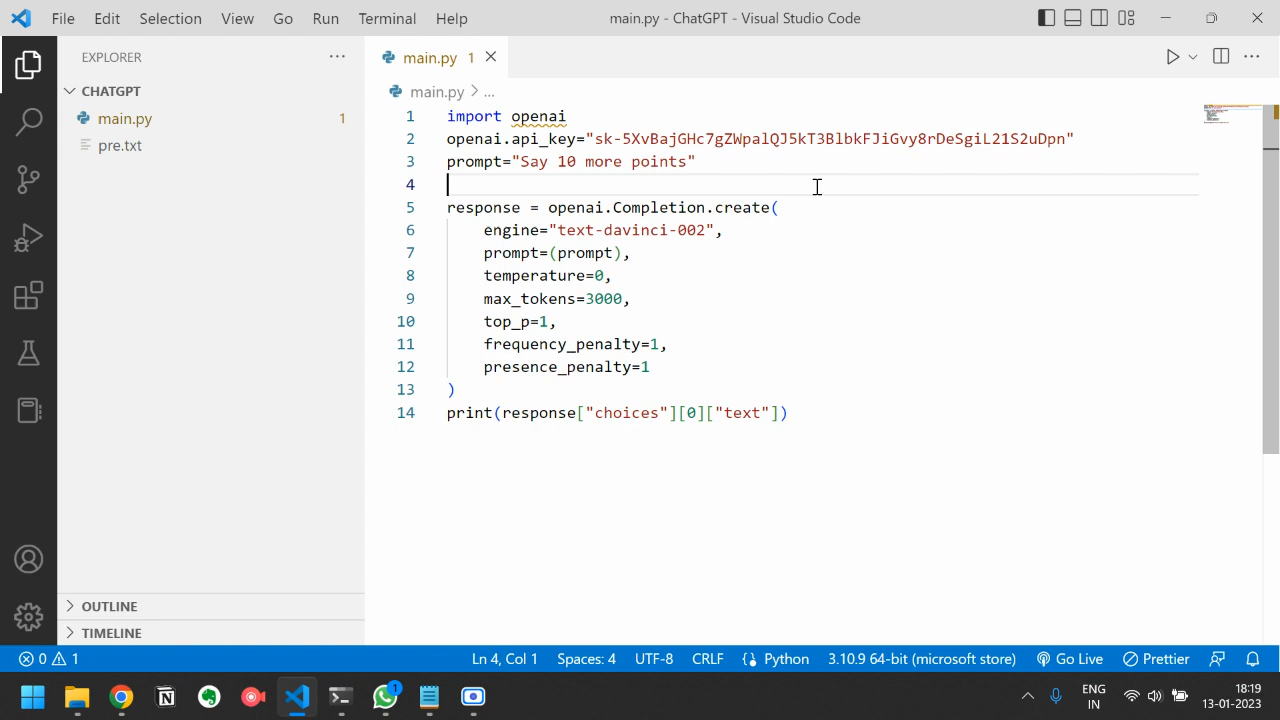 File Edit Selection View Go Run Terminal Help main.py - ChatGPT - Visual Studio Code
EXPLORER
CHATGPT
main.py 1
pre.txt
OUTLINE
TIMELINE
main.py 1
main.py > ...
1 import openai
2 openai.api_key="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"
3 prompt="Say 10 more points"
4
5 response = openai.Completion.create(
6 engine="text-davinci-002",
7 prompt=(prompt),
8 temperature=0,
9 max_tokens=3000,
10 top_p=1,
11 frequency_penalty=1,
12 presence_penalty=1
13 )
14 print(response["choices"][0]["text"])
0 1 Ln 4, Col 1 Spaces: 4 UTF-8 CRLF Python 3.10.9 64-bit (microsoft store) Go Live Prettier
1
ENG
IN
18:19
13-01-2023